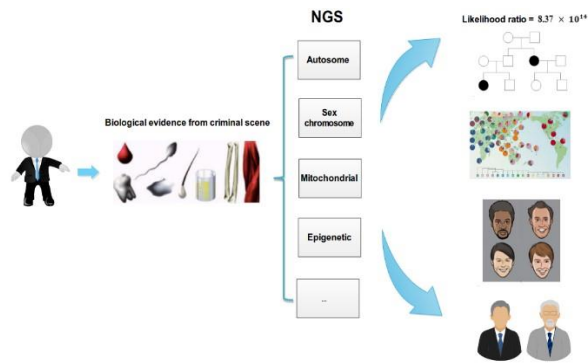 NGS
Likelihood ratio = 8.37 × 10¹⁴
Autosome
Biological evidence from criminal scene
Sex
chromosome
Mitochondrial
Epigenetic
...